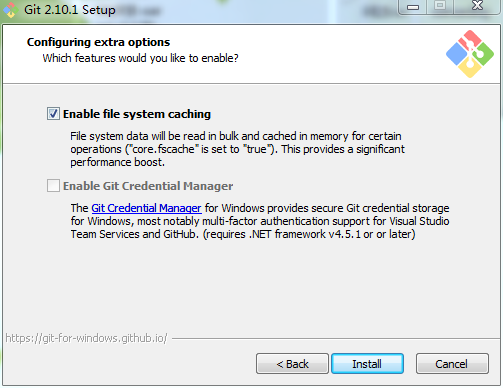 Git 2.10.1 Setup
Configuring extra options
Which features would you like to enable?
Enable file system caching
File system data will be read in bulk and cached in memory for certain
operations ("core.fscache" is set to "true"). This provides a significant
performance boost.
Enable Git Credential Manager
The Git Credential Manager for Windows provides secure Git credential storage
for Windows, most notably multi-factor authentication support for Visual Studio
Team Services and GitHub. (requires .NET framework v4.5.1 or or later)
https://git-for-windows.github.io/
< Back
Install
Cancel